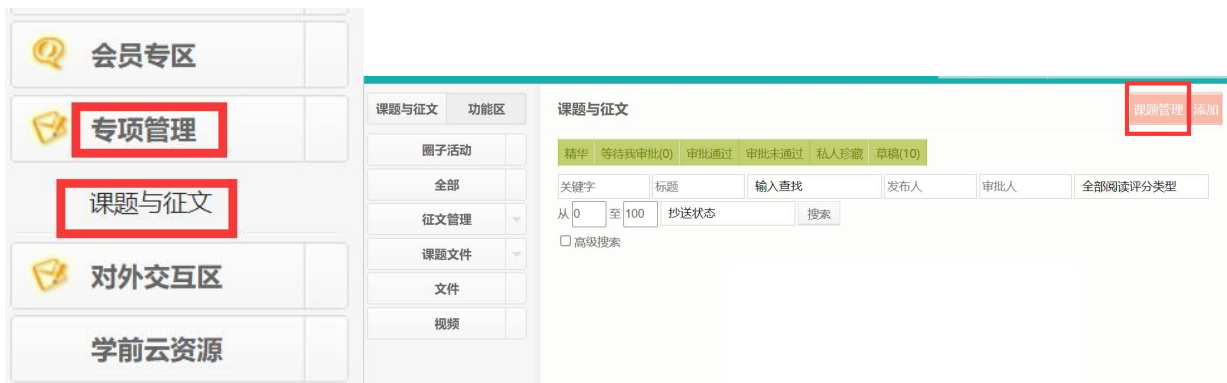 会员专区
专项管理
课题与征文
对外交互区
学前云资源
课题与征文 功能区
圈子活动
全部
征文管理
课题文件
文件
视频
课题与征文 课题管理 添加
精华 等待我审批(0) 审批通过 审批未通过 私人珍藏 草稿(10)
关键字 标题 输入查找 发布人 审批人 全部阅读评分类型
从 0 至 100 抄送状态 搜索
高级搜索